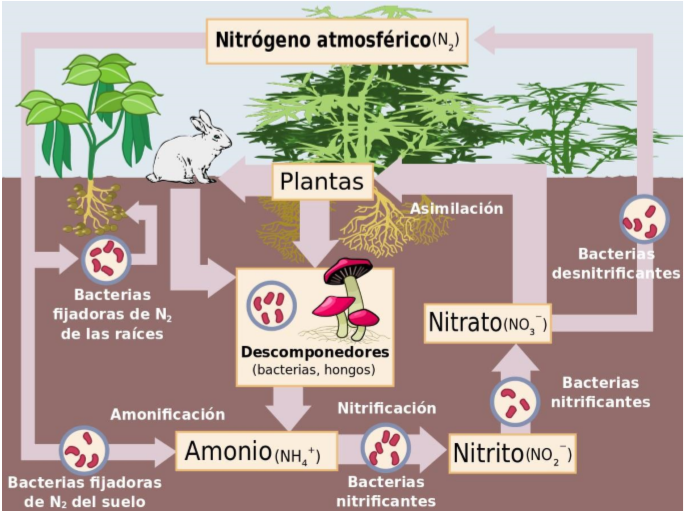 Nitrógeno atmosférico (N₂)
Plantas
Asimilación
Bacterias
desnitrificantes
Bacterias
fijadoras de N₂
de las raíces
Nitrato (NO₃⁻)
Descomponedores
(bacterias, hongos)
Bacterias
nitrificantes
Amonificación
Nitrificación
Amonio (NH₄⁺)
Nitrito (NO₂⁻)
Bacterias fijadoras
de N₂ del suelo
Bacterias
nitrificantes